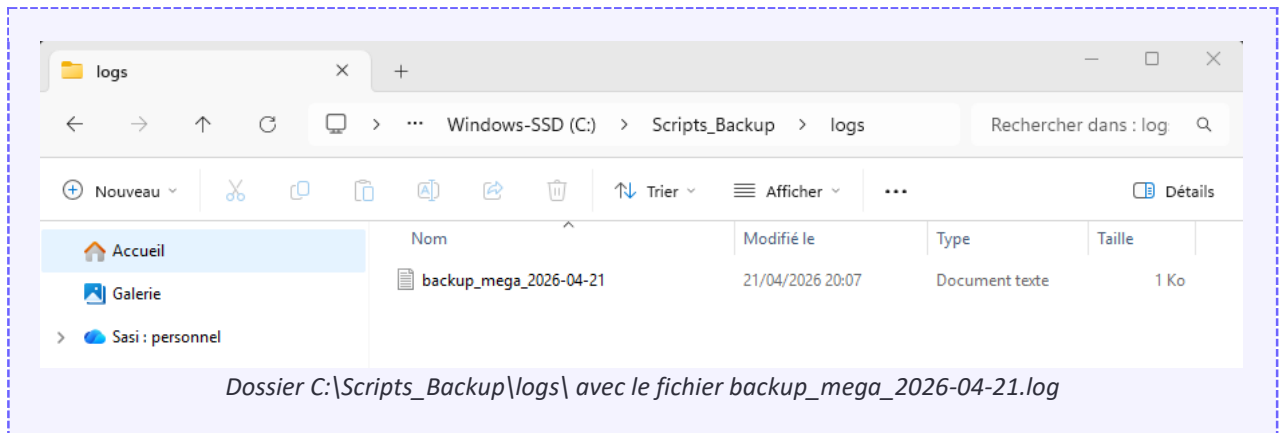 logs
Windows-SSD (C:) > Scripts_Backup > logs
Rechercher dans : log
Nouveau
Trier
Afficher
Détails
Nom
Modifié le
Type
Taille
Accueil
backup_mega_2026-04-21
21/04/2026 20:07
Document texte
1 Ko
Galerie
Sasi : personnel
Dossier C:\Scripts_Backup\logs\ avec le fichier backup_mega_2026-04-21.log